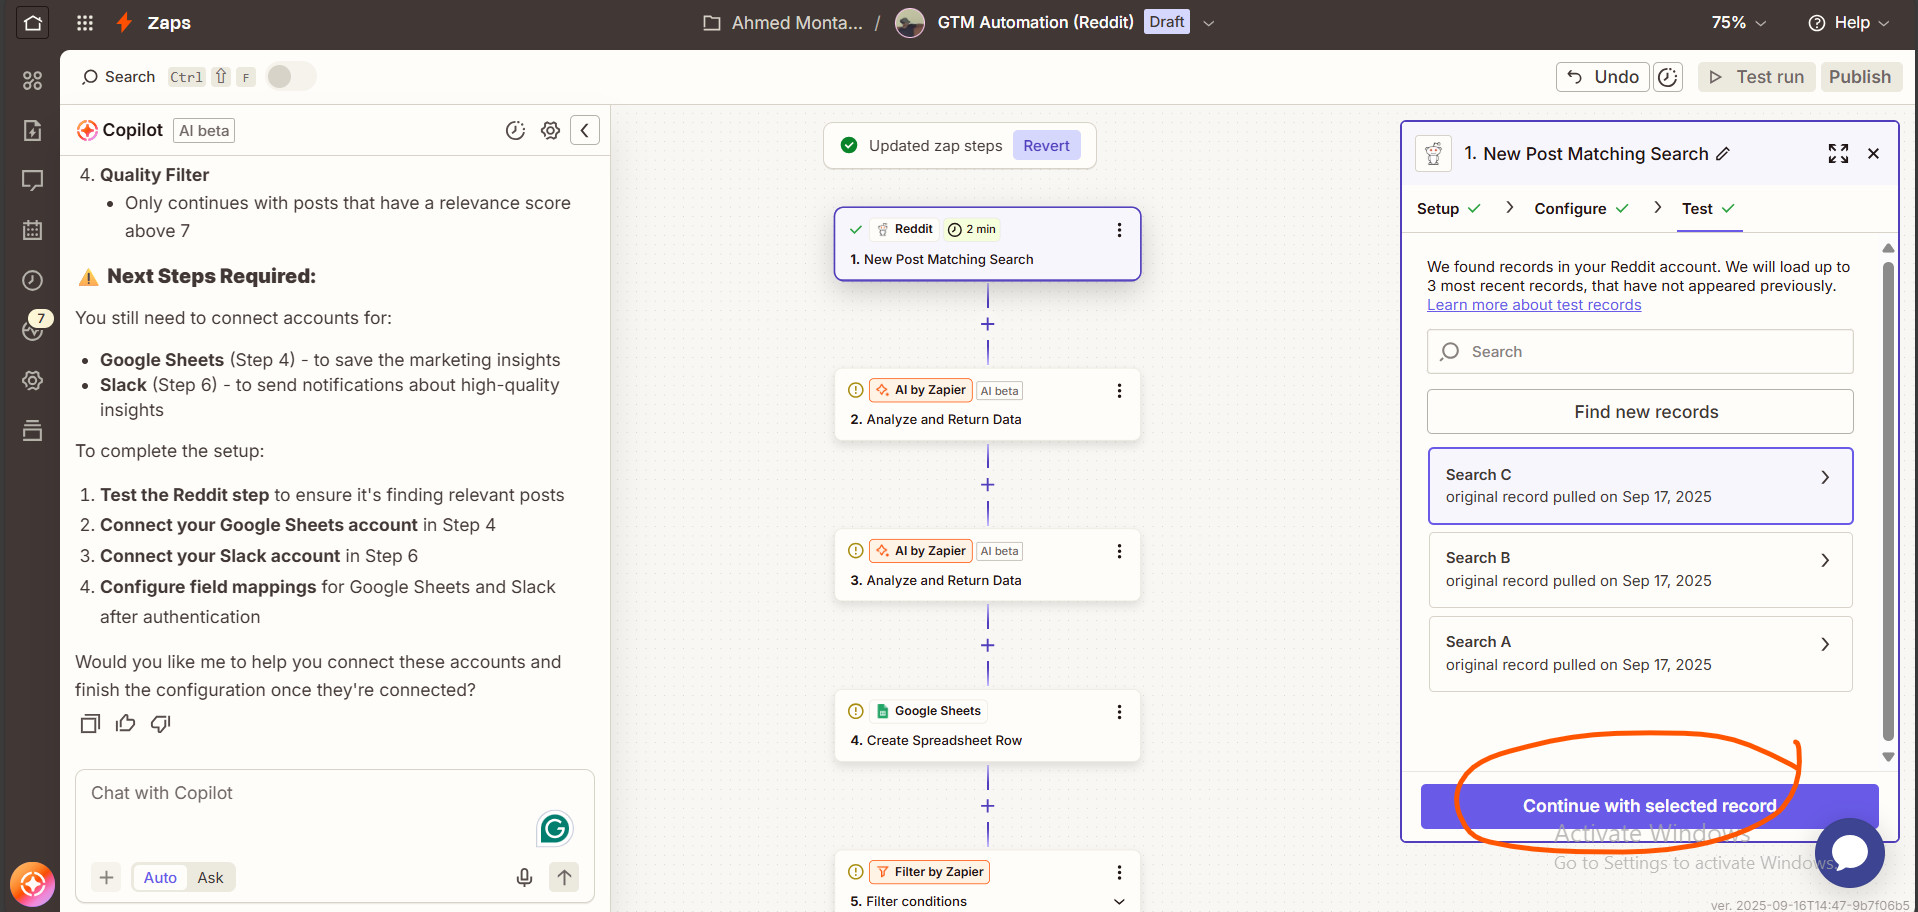 Zaps
Ahmed Monta... / GTM Automation (Reddit) Draft
75%
Help
Search Ctrl ⇧ F
Undo
Test run
Publish
7
Copilot AI beta
4. Quality Filter
• Only continues with posts that have a relevance score
above 7
⚠️ Next Steps Required:
You still need to connect accounts for:
• Google Sheets (Step 4) - to save the marketing insights
• Slack (Step 6) - to send notifications about high-quality
insights
To complete the setup:
1. Test the Reddit step to ensure it's finding relevant posts
2. Connect your Google Sheets account in Step 4
3. Connect your Slack account in Step 6
4. Configure field mappings for Google Sheets and Slack
after authentication
Would you like me to help you connect these accounts and
finish the configuration once they're connected?
Chat with Copilot
Auto Ask
Updated zap steps Revert
Reddit 2 min
1. New Post Matching Search
AI by Zapier AI beta
2. Analyze and Return Data
AI by Zapier AI beta
3. Analyze and Return Data
Google Sheets
4. Create Spreadsheet Row
Filter by Zapier
5. Filter conditions
1. New Post Matching Search
Setup > Configure > Test
We found records in your Reddit account. We will load up to
3 most recent records, that have not appeared previously.
Learn more about test records
Search
Find new records
Search C
original record pulled on Sep 17, 2025
Search B
original record pulled on Sep 17, 2025
Search A
original record pulled on Sep 17, 2025
Continue with selected record
Activate Windows
Go to Settings to activate Windows.
ver. 2025-09-16T14:47-9b7f06b5